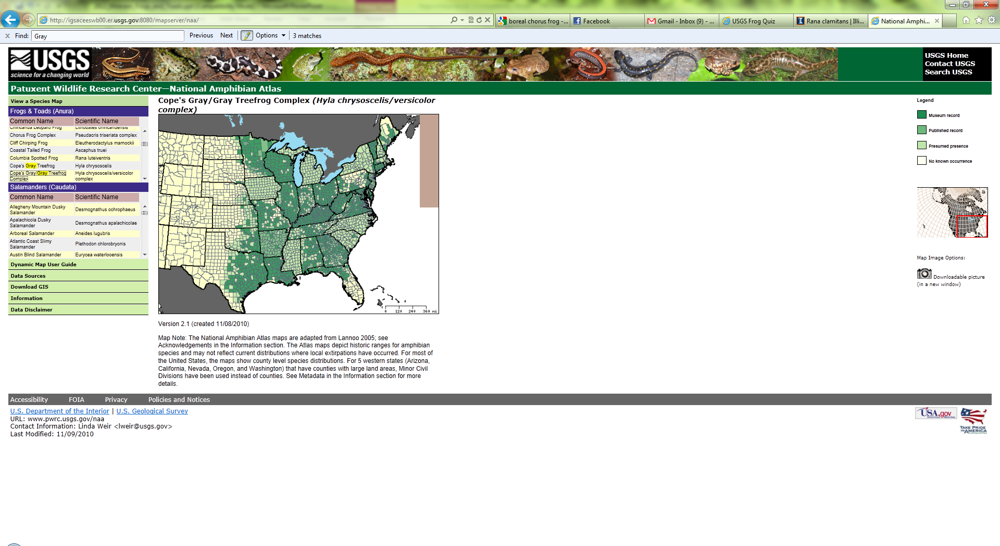 http://igsaceeswb00.er.usgs.gov:8080/mapserver/naa/
boreal chorus frog -...
Facebook
Gmail - Inbox (9) - ...
USGS Frog Quiz
Rana clamitans | Illi...
National Amphi...
Find: Gray
Previous Next Options 3 matches
USGS
science for a changing world
USGS Home
Contact USGS
Search USGS
Patuxent Wildlife Research Center—National Amphibian Atlas
View a Species Map
Frogs & Toads (Anura)
Common Name Scientific Name
Chiricahua Leopard Frog Lithobates chiricahuensis
Chorus Frog Complex Pseudacris triseriata complex
Cliff Chirping Frog Eleutherodactylus marnockii
Coastal Tailed Frog Ascaphus truei
Columbia Spotted Frog Rana luteiventris
Cope's Gray Treefrog Hyla chrysoscelis
Cope's Gray/Gray Treefrog Hyla chrysoscelis/versicolor
Complex complex
Salamanders (Caudata)
Common Name Scientific Name
Allegheny Mountain Dusky
Salamander Desmognathus ochrophaeus
Apalachicola Dusky
Salamander Desmognathus apalachicolae
Arboreal Salamander Aneides lugubris
Atlantic Coast Slimy
Salamander Plethodon chlorobryonis
Austin Blind Salamander Eurycea waterlooensis
Dynamic Map User Guide
Data Sources
Download GIS
Information
Data Disclaimer
Cope's Gray/Gray Treefrog Complex (Hyla chrysoscelis/versicolor
complex)
0 120 240 360 mi
Version 2.1 (created 11/08/2010)
Map Note: The National Amphibian Atlas maps are adapted from Lannoo 2005; see
Acknowledgements in the Information section. The Atlas maps depict historic ranges for amphibian
species and may not reflect current distributions where local extirpations have occurred. For most of
the United States, the maps show county level species distributions. For 5 western states (Arizona,
California, Nevada, Oregon, and Washington) that have counties with large land areas, Minor Civil
Divisions have been used instead of counties. See Metadata in the Information section for more
details.
Legend
Museum record
Published record
Presumed presence
No known occurrence
Map Image Options:
Downloadable picture
(in a new window)
Accessibility FOIA Privacy Policies and Notices
U.S. Department of the Interior | U.S. Geological Survey
URL: www.pwrc.usgs.gov/naa
Contact Information: Linda Weir <lweir@usgs.gov>
Last Modified: 11/09/2010
USA.gov
TAKE PRIDE
IN AMERICA